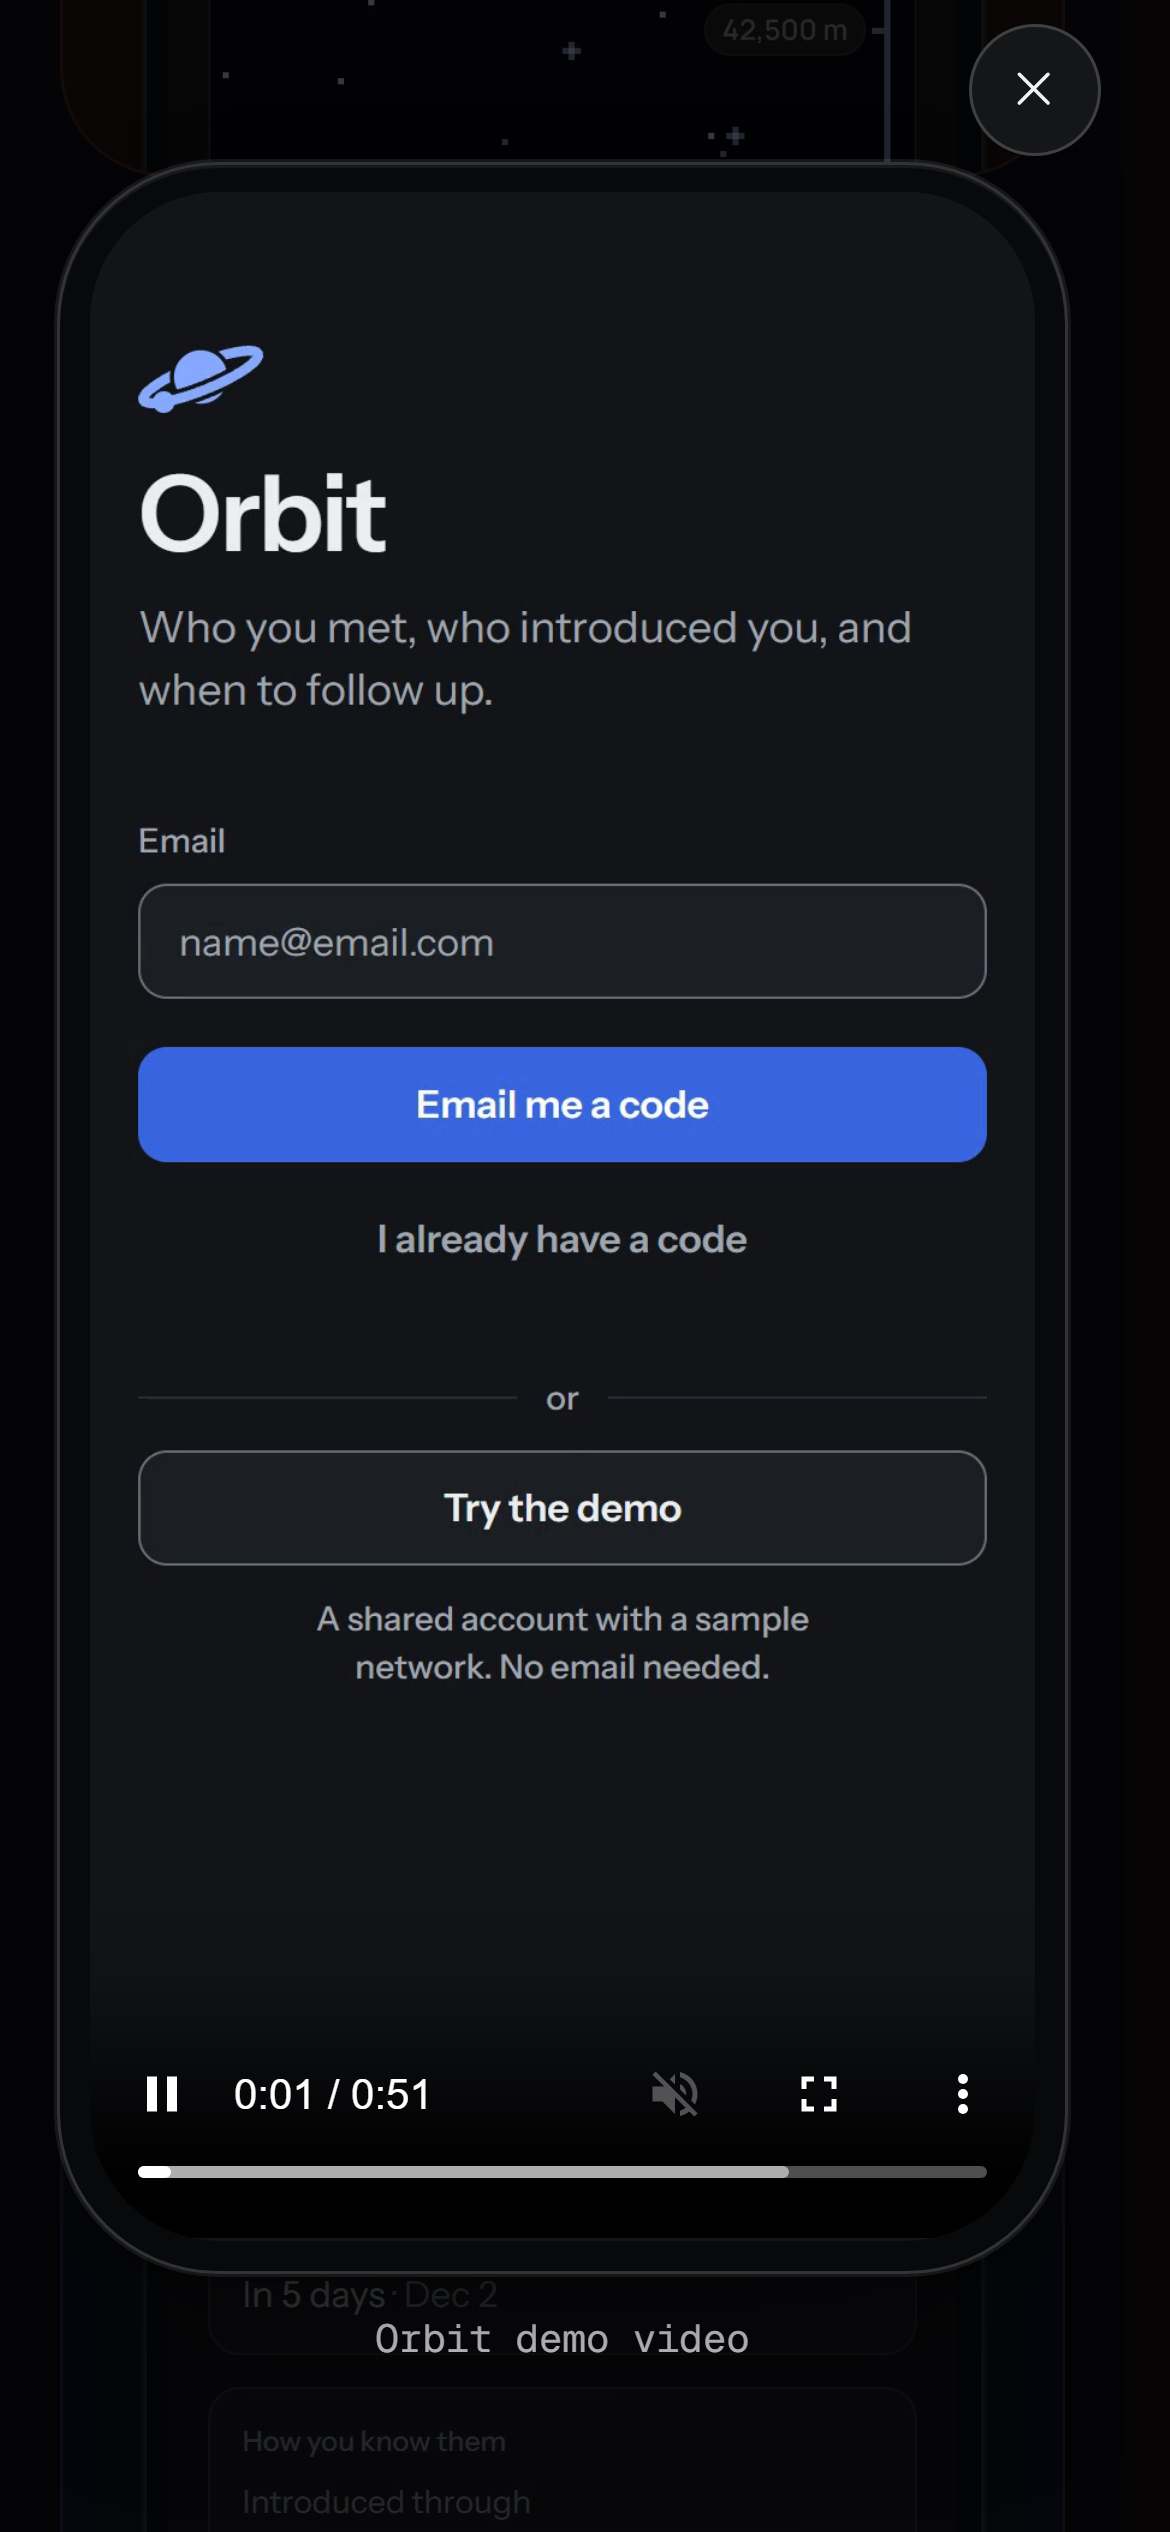 42,500 m
Orbit
Who you met, who introduced you, and
when to follow up.
Email
name@email.com
Email me a code
I already have a code
or
Try the demo
A shared account with a sample
network. No email needed.
0:01 / 0:51
In 5 days · Dec 2
Orbit demo video
How you know them
Introduced through